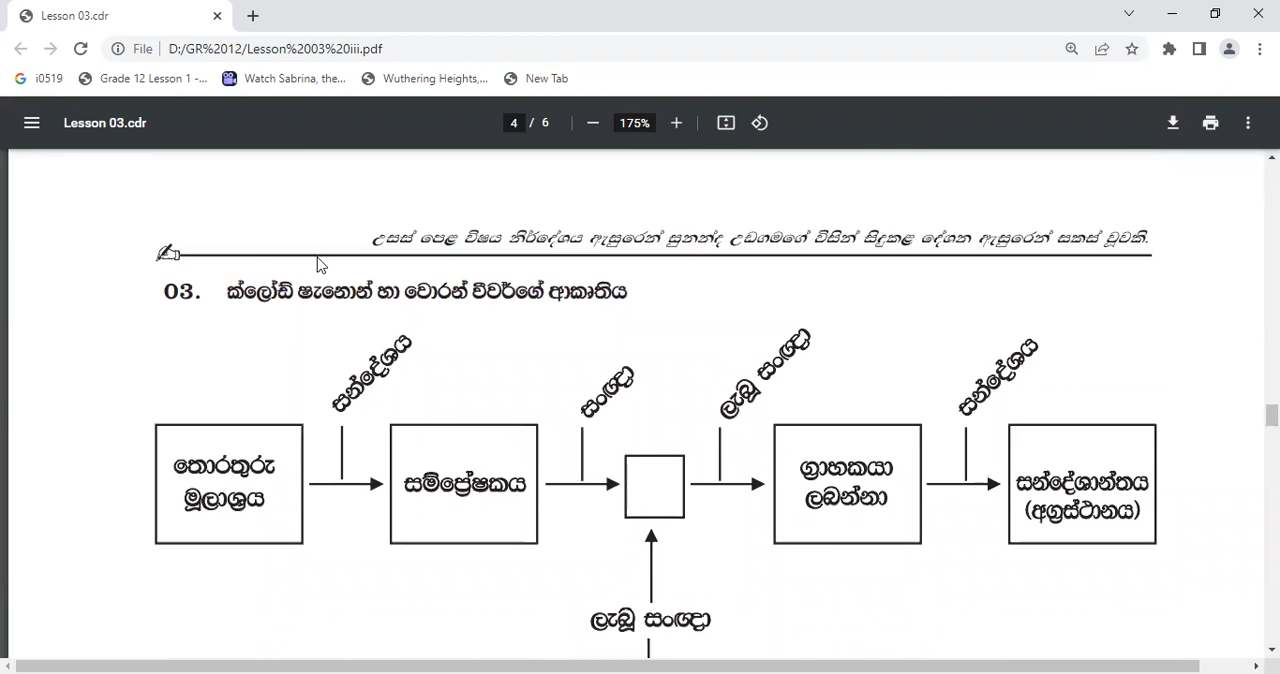 Lesson 03.cdr
File D:/GR%2012/Lesson%2003%20iii.pdf
i0519 Grade 12 Lesson 1 -... Watch Sabrina, the... Wuthering Heights,... New Tab
Lesson 03.cdr 4 / 6 175%
උසස් පෙළ විෂය නිර්දේශය ඇසුරෙන් සුනන්ද උඩගමගේ විසින් සිදුකළ දේශන ඇසුරෙන් සකස් වූවකි.
03. ක්ලෝඩ් ෂැනොන් හා වොරන් වීවර්ගේ ආකෘතිය
සන්දේශය
සංඥා
ලැබූ සංඥා
සන්දේශය
තොරතුරු
මූලාශ්‍රය
සම්ප්‍රේෂකය
ග්‍රාහකයා
ලබන්නා
සන්දේශාන්තය
(අග්‍රස්ථානය)
ලැබූ සංඥා